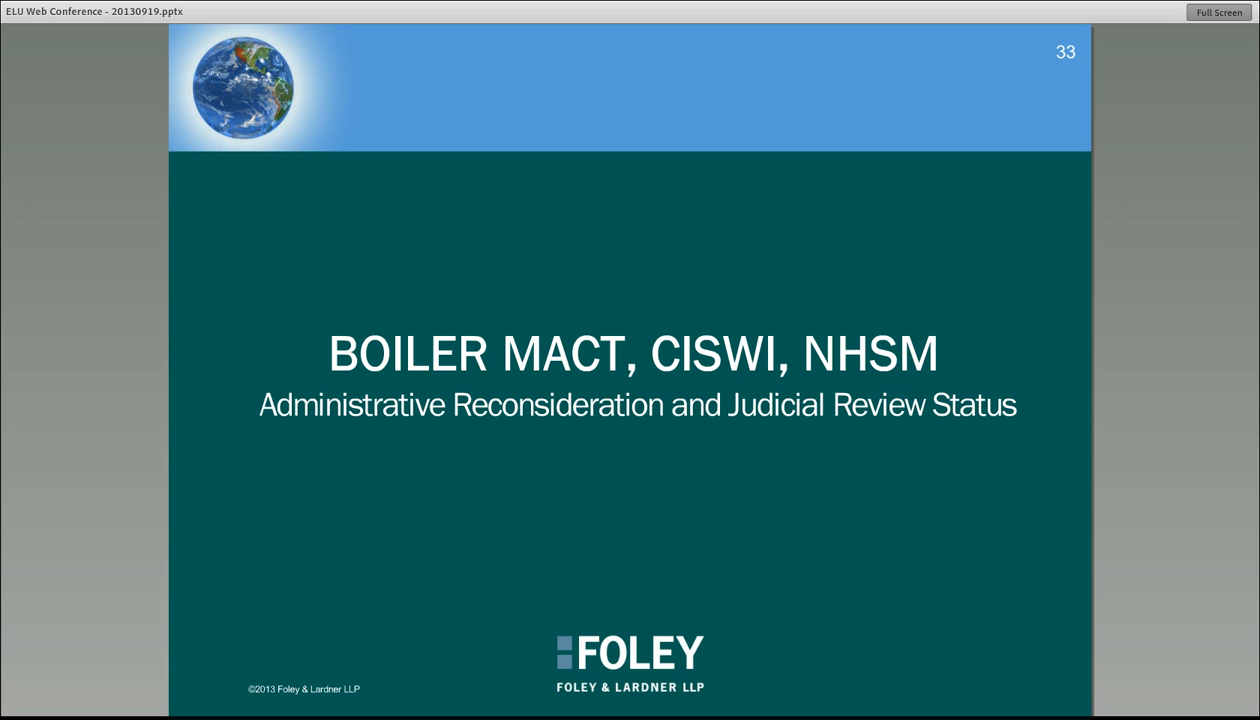 ELU Web Conference - 20130919.pptx
Full Screen
33
BOILER MACT, CISWI, NHSM
Administrative Reconsideration and Judicial Review Status
FOLEY
FOLEY & LARDNER LLP
©2013 Foley & Lardner LLP